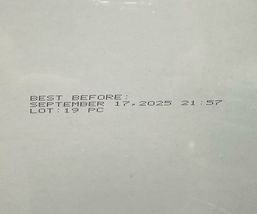 BEST BEFORE:
SEPTEMBER 17,2025 21:57
LOT:19 PC